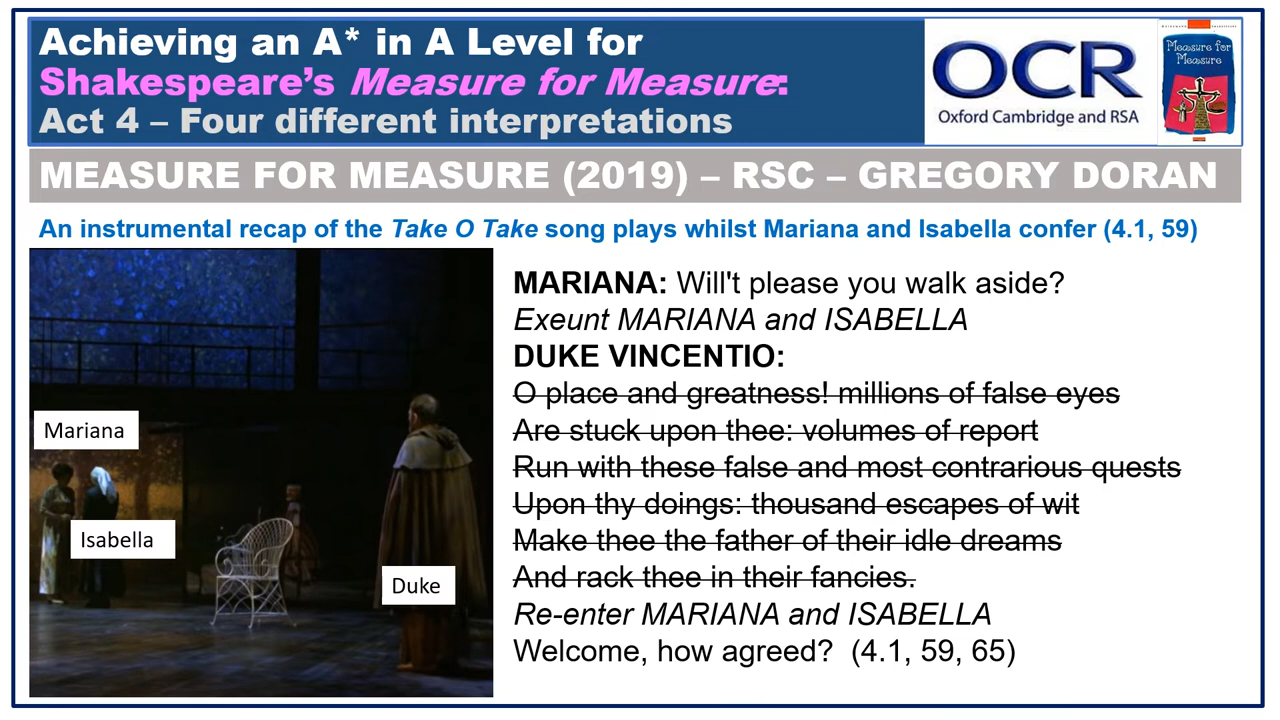 Achieving an A* in A Level for
Shakespeare's Measure for Measure:
Act 4 – Four different interpretations
OCR
Oxford Cambridge and RSA
Measure for
Measure
MEASURE FOR MEASURE (2019) – RSC – GREGORY DORAN
An instrumental recap of the Take O Take song plays whilst Mariana and Isabella confer (4.1, 59)
Mariana
Isabella
Duke
MARIANA: Will't please you walk aside?
Exeunt MARIANA and ISABELLA
DUKE VINCENTIO:
O place and greatness! millions of false eyes
Are stuck upon thee: volumes of report
Run with these false and most contrarious quests
Upon thy doings: thousand escapes of wit
Make thee the father of their idle dreams
And rack thee in their fancies.
Re-enter MARIANA and ISABELLA
Welcome, how agreed? (4.1, 59, 65)